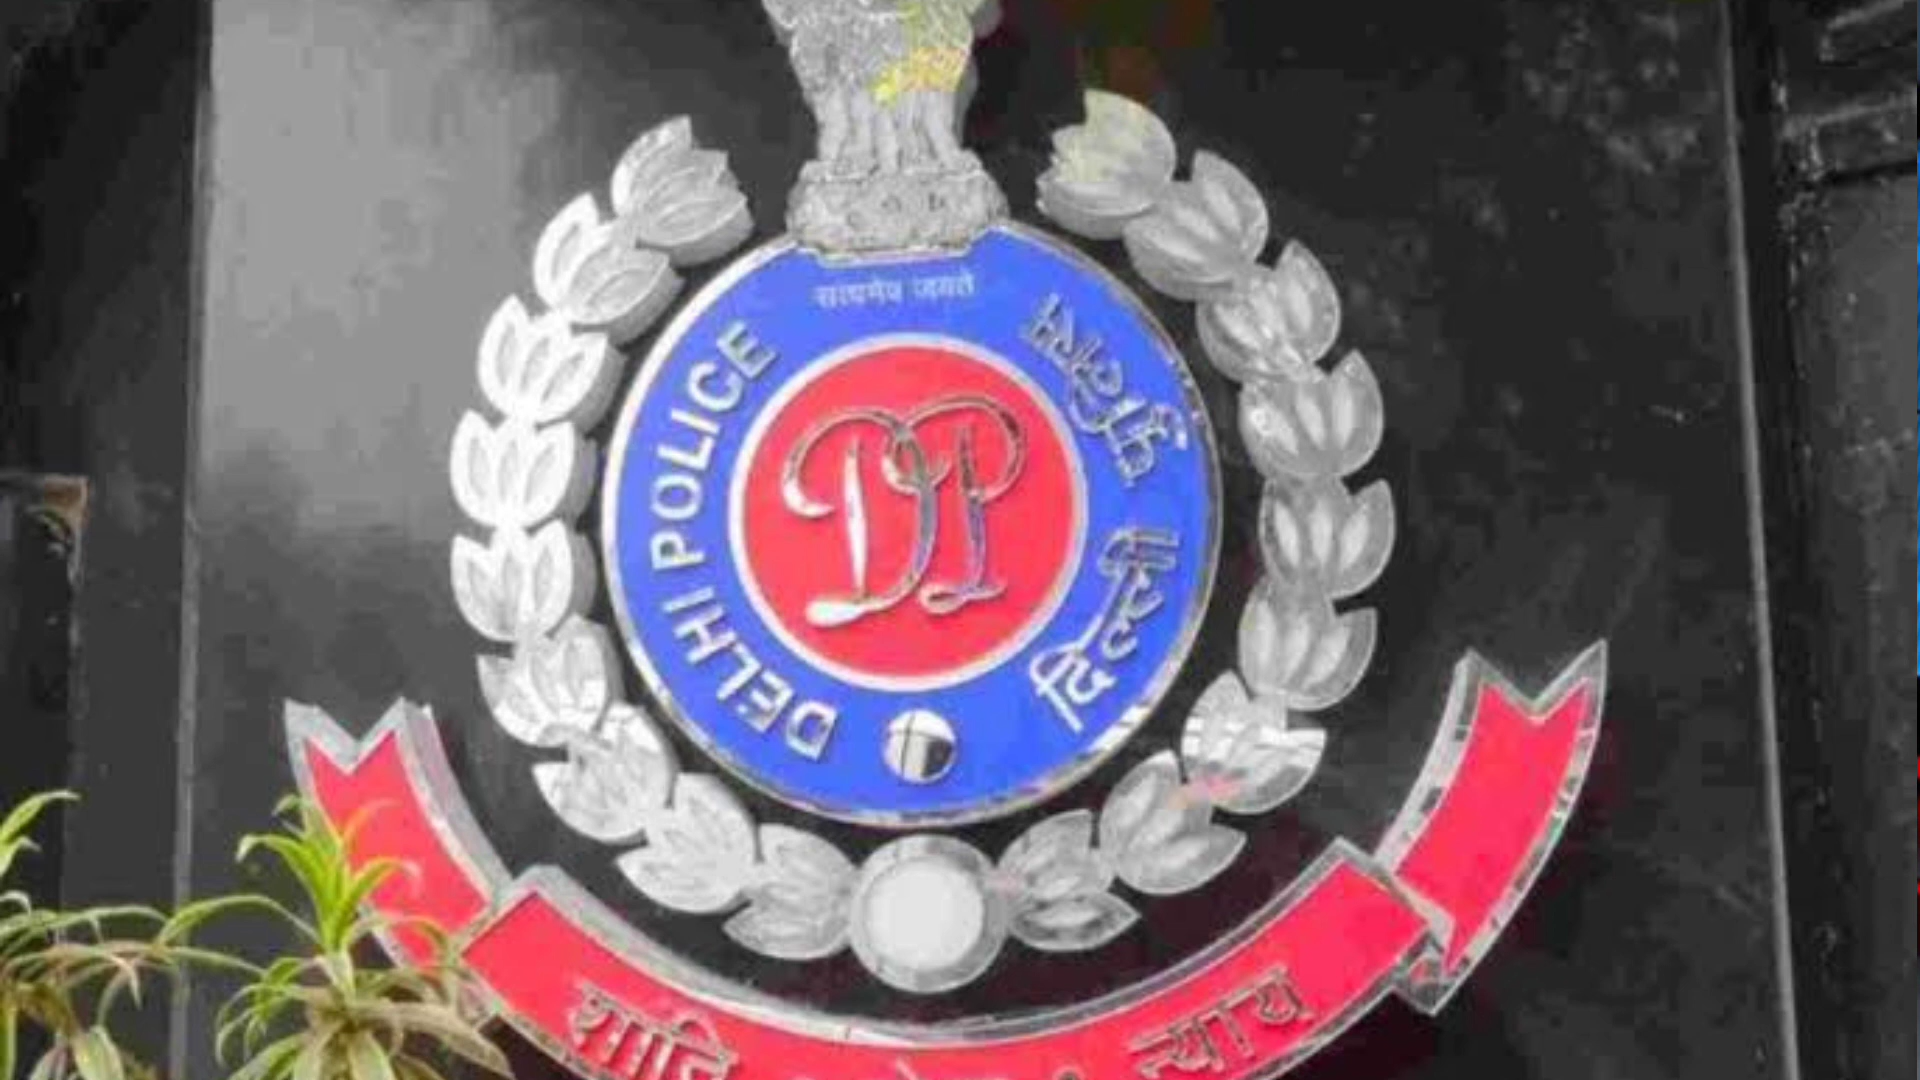 सत्यमेव जयते
DELHI POLICE
दिल्ली
DP
शान्ति
न्याय